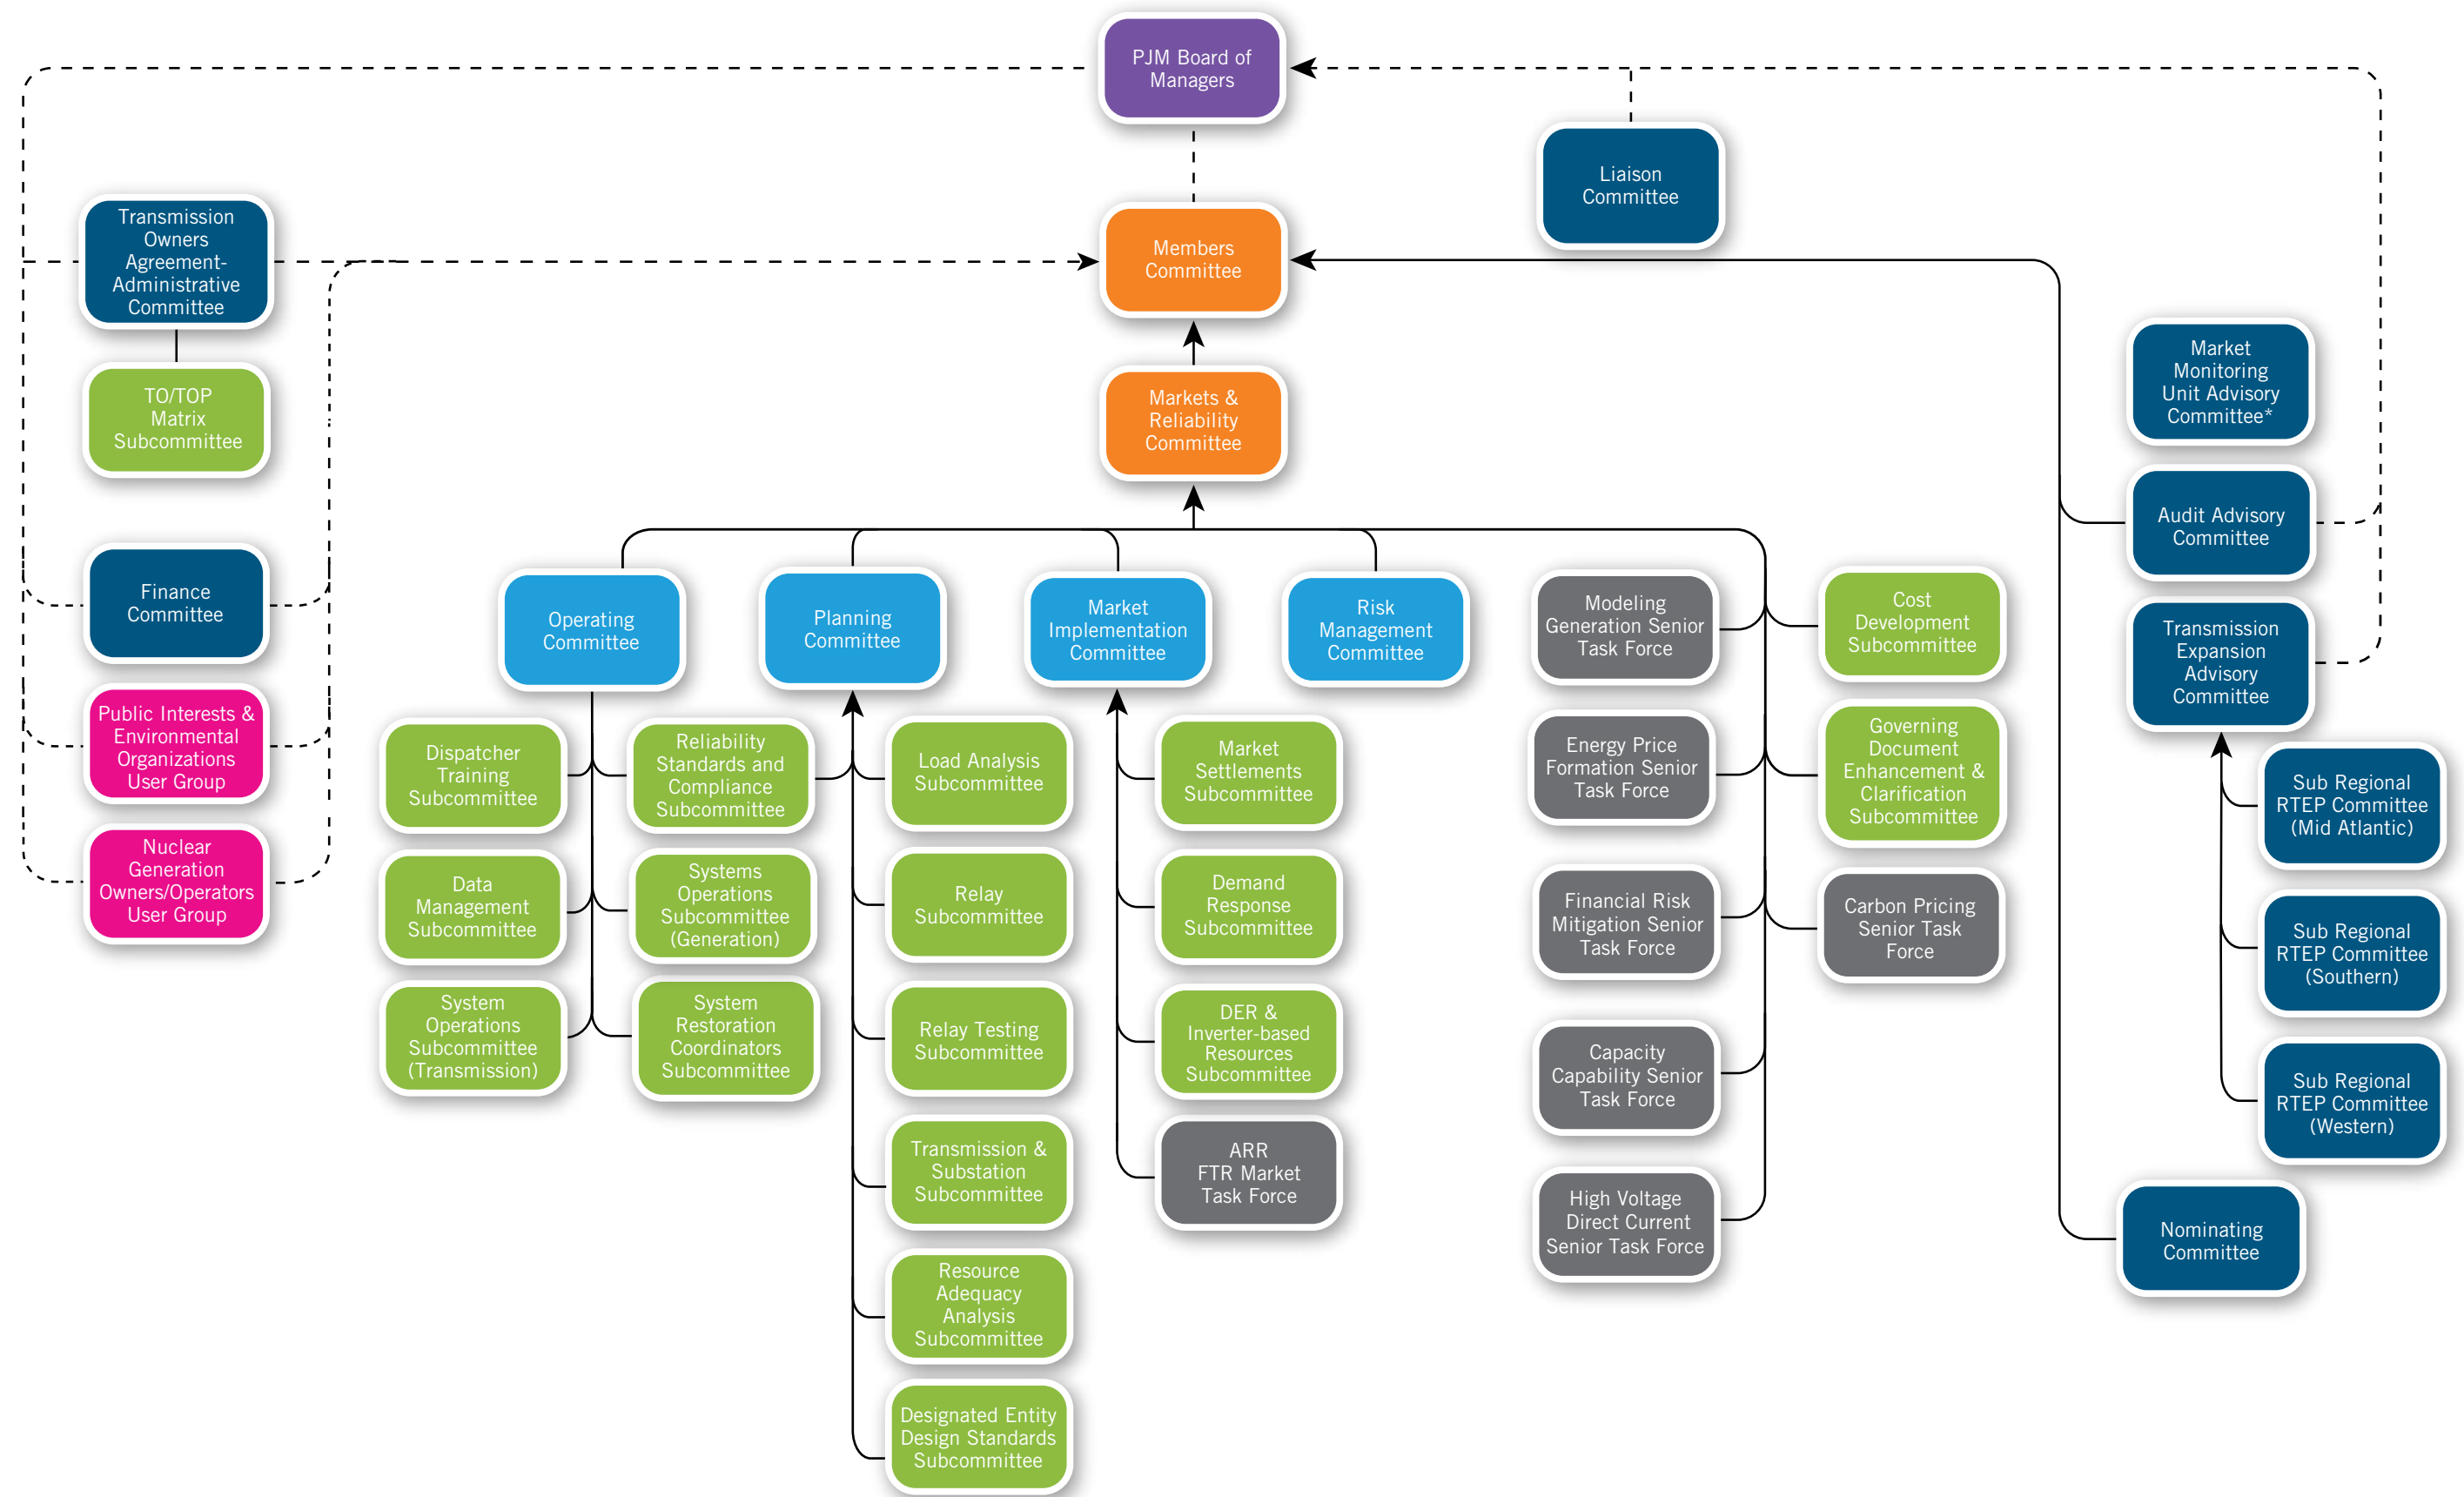 PJM Board of
Managers
Liaison
Committee
Transmission
Owners
Agreement-
Administrative
Committee
Members
Committee
Market
Monitoring
Unit Advisory
Committee*
TO/TOP
Matrix
Subcommittee
Markets &
Reliability
Committee
Audit Advisory
Committee
Finance
Committee
Operating
Committee
Planning
Committee
Market
Implementation
Committee
Risk
Management
Committee
Modeling
Generation Senior
Task Force
Cost
Development
Subcommittee
Transmission
Expansion
Advisory
Committee
Public Interests &
Environmental
Organizations
User Group
Dispatcher
Training
Subcommittee
Reliability
Standards and
Compliance
Subcommittee
Load Analysis
Subcommittee
Market
Settlements
Subcommittee
Energy Price
Formation Senior
Task Force
Governing
Document
Enhancement &
Clarification
Subcommittee
Sub Regional
RTEP Committee
(Mid Atlantic)
Nuclear
Generation
Owners/Operators
User Group
Data
Management
Subcommittee
Systems
Operations
Subcommittee
(Generation)
Relay
Subcommittee
Demand
Response
Subcommittee
Financial Risk
Mitigation Senior
Task Force
Carbon Pricing
Senior Task
Force
Sub Regional
RTEP Committee
(Southern)
System
Operations
Subcommittee
(Transmission)
System
Restoration
Coordinators
Subcommittee
Relay Testing
Subcommittee
DER &
Inverter-based
Resources
Subcommittee
Capacity
Capability Senior
Task Force
Sub Regional
RTEP Committee
(Western)
Transmission &
Substation
Subcommittee
ARR
FTR Market
Task Force
High Voltage
Direct Current
Senior Task Force
Nominating
Committee
Resource
Adequacy
Analysis
Subcommittee
Designated Entity
Design Standards
Subcommittee